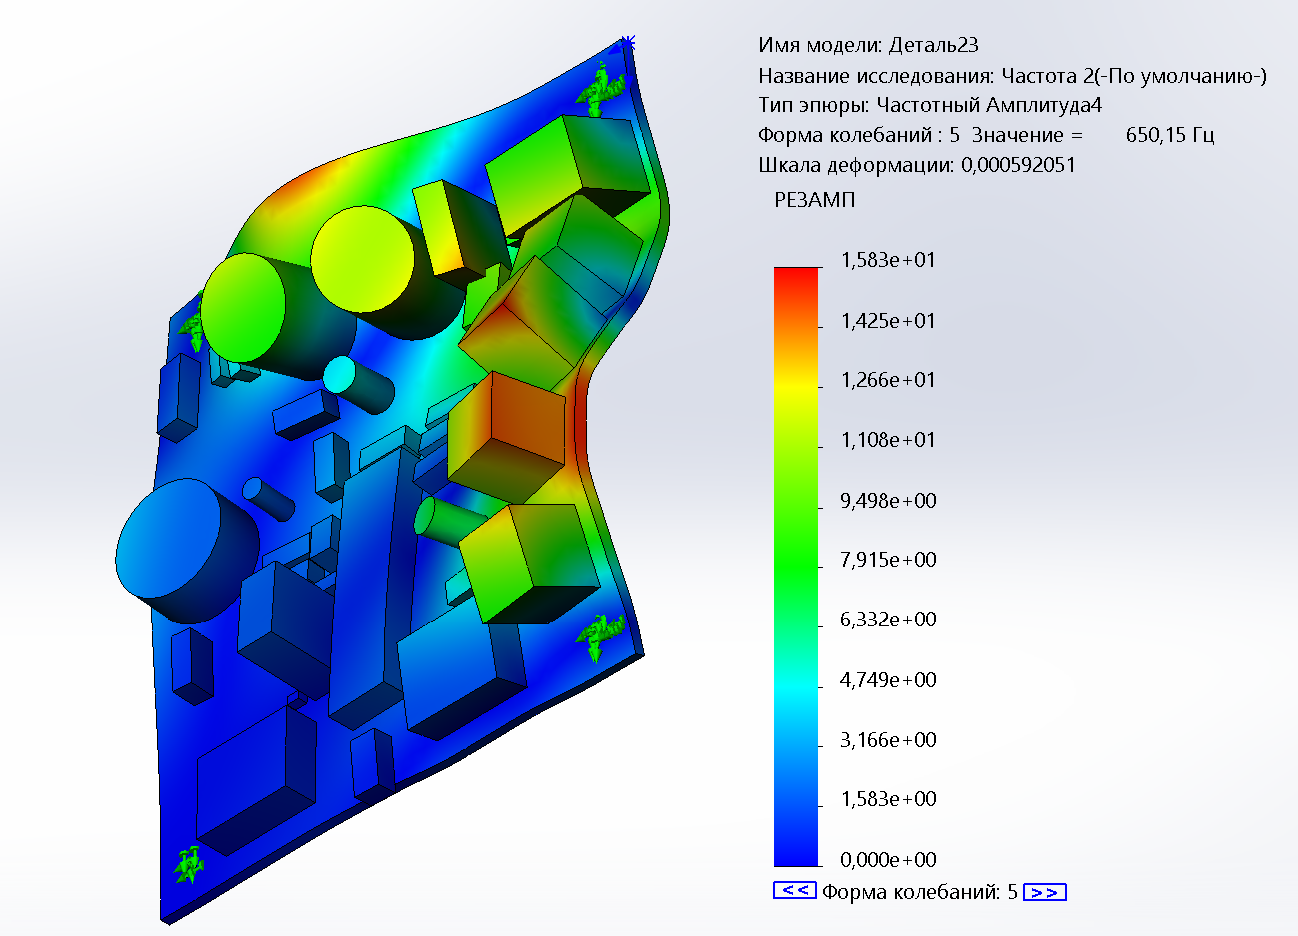 Имя модели: Деталь23
Название исследования: Частота 2(-По умолчанию-)
Тип эпюры: Частотный Амплитуда4
Форма колебаний : 5 Значение = 650,15 Гц
Шкала деформации: 0,000592051
РЕЗАМП
1,583e+01
1,425e+01
1,266e+01
1,108e+01
9,498e+00
7,915e+00
6,332e+00
4,749e+00
3,166e+00
1,583e+00
0,000e+00
<< Форма колебаний: 5 >>